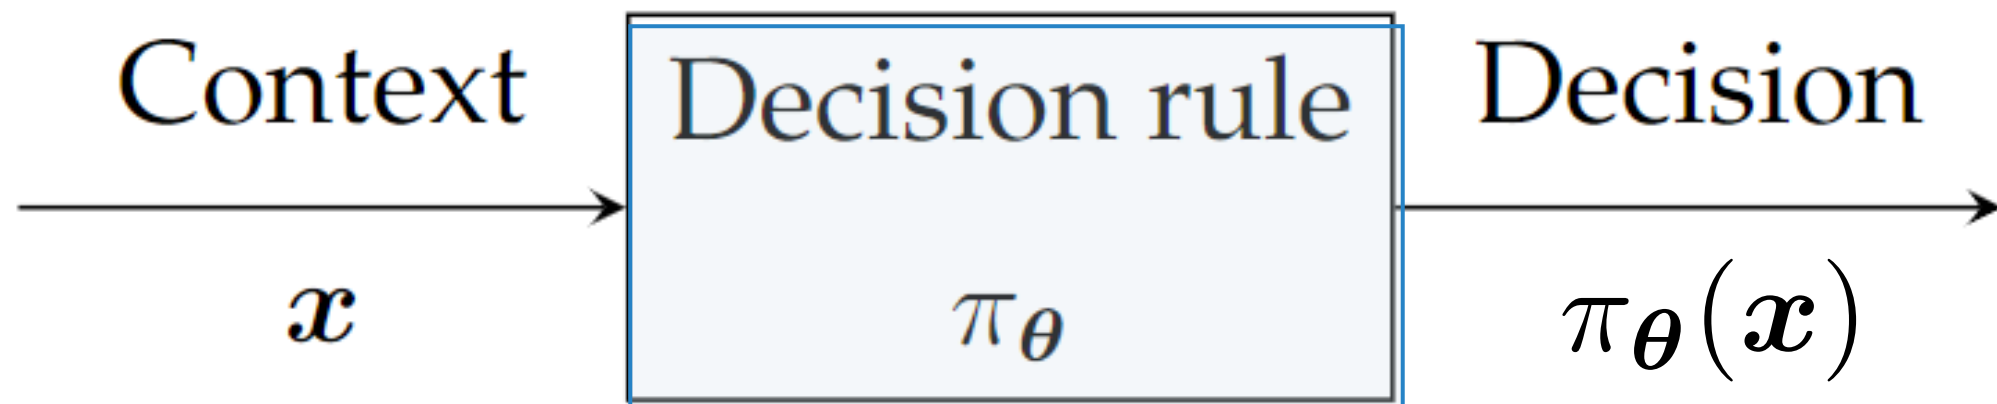 Context
Decision rule
Decision
x
π_θ
π_θ(x)